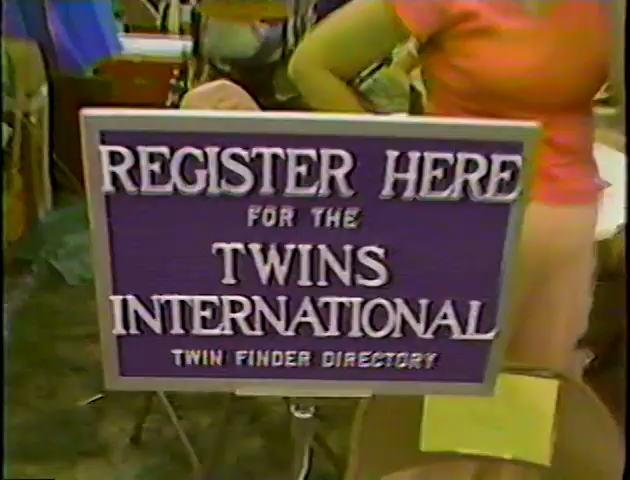 REGISTER HERE
FOR THE
TWINS
INTERNATIONAL
TWIN FINDER DIRECTORY